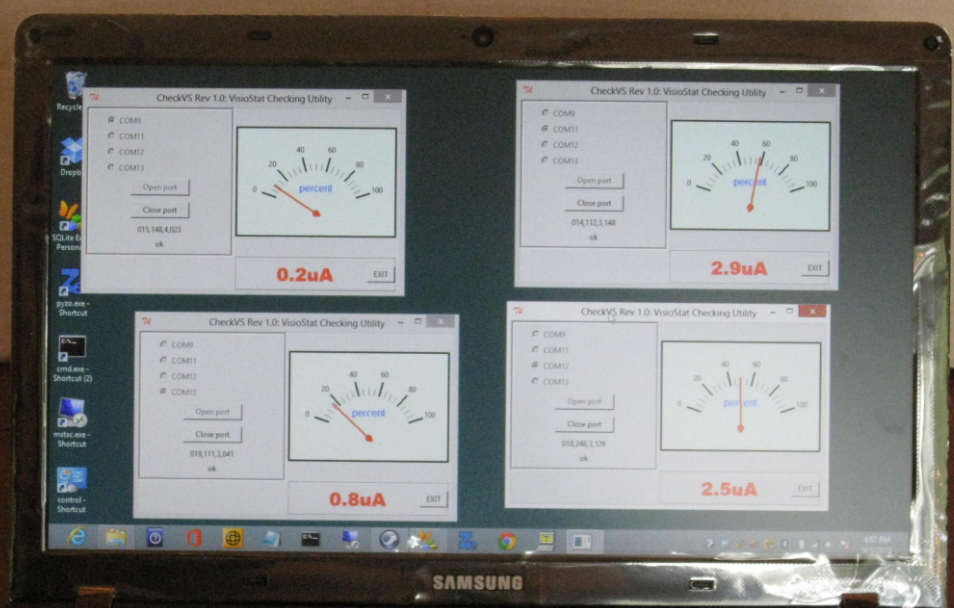 Recycle
Dropb
SQLite E
Person
pyzo.exe -
Shortcut
cmd.exe -
Shortcut (2)
mstsc.exe -
Shortcut
control -
Shortcut
CheckVS Rev 1.0: VisioStat Checking Utility
COM9
COM11
COM12
COM13
Open port
Close port
015,148,4,023
ok
0 20 40 60 80 100
percent
0.2uA
EXIT
CheckVS Rev 1.0: VisioStat Checking Utility
COM9
COM11
COM12
COM13
Open port
Close port
014,112,3,148
ok
0 20 40 60 80 100
percent
2.9uA
EXIT
CheckVS Rev 1.0: VisioStat Checking Utility
COM9
COM11
COM12
COM13
Open port
Close port
019,111,3,041
ok
0 20 40 60 80 100
percent
0.8uA
EXIT
CheckVS Rev 1.0: VisioStat Checking Utility
COM9
COM11
COM12
COM13
Open port
Close port
018,246,3,126
ok
0 20 40 60 80 100
percent
2.5uA
EXIT
4:07 PM
SAMSUNG